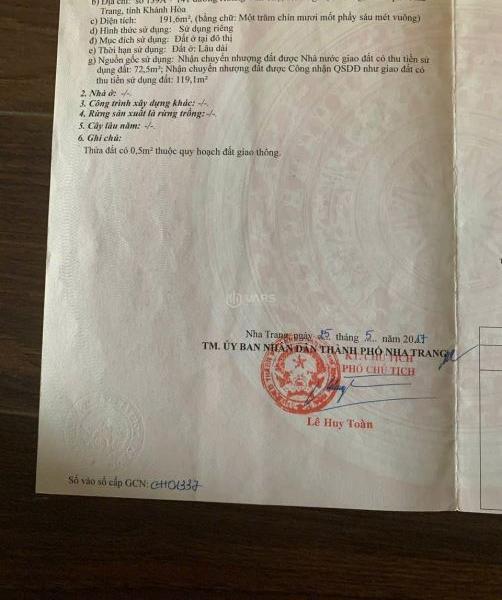 Trang, tỉnh Khánh Hòa
c) Diện tích: 191,6m², (bằng chữ: Một trăm chín mươi mốt phẩy sáu mét vuông)
d) Hình thức sử dụng: Sử dụng riêng
đ) Mục đích sử dụng: Đất ở tại đô thị
e) Thời hạn sử dụng: Đất ở: Lâu dài
g) Nguồn gốc sử dụng: Nhận chuyển nhượng đất được Nhà nước giao đất có thu tiền sử
dụng đất: 72,5m²; Nhận chuyển nhượng đất được Công nhận QSDĐ như giao đất có
thu tiền sử dụng đất: 119,1m²
2. Nhà ở: -/-
3. Công trình xây dựng khác: -/-
4. Rừng sản xuất là rừng trồng: -/-
5. Cây lâu năm: -/-
6. Ghi chú:
Thửa đất có 0,5m² thuộc quy hoạch đất giao thông.
Nha Trang, ngày 25 tháng 5 năm 2017
TM. ỦY BAN NHÂN DÂN THÀNH PHỐ NHA TRANG
KT. CHỦ TỊCH
PHÓ CHỦ TỊCH
Lê Huy Toàn
Số vào sổ cấp GCN: CH01337